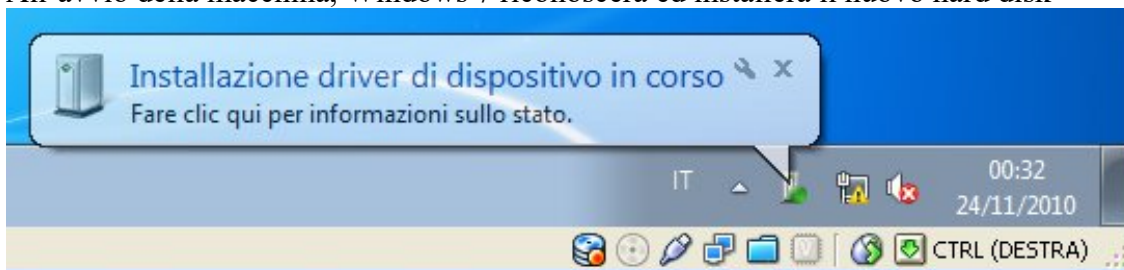 All'avvio della macchina, Windows 7 riconoscerà ed installerà il nuovo hard disk
Installazione driver di dispositivo in corso
Fare clic qui per informazioni sullo stato.
IT
00:32
24/11/2010
CTRL (DESTRA)